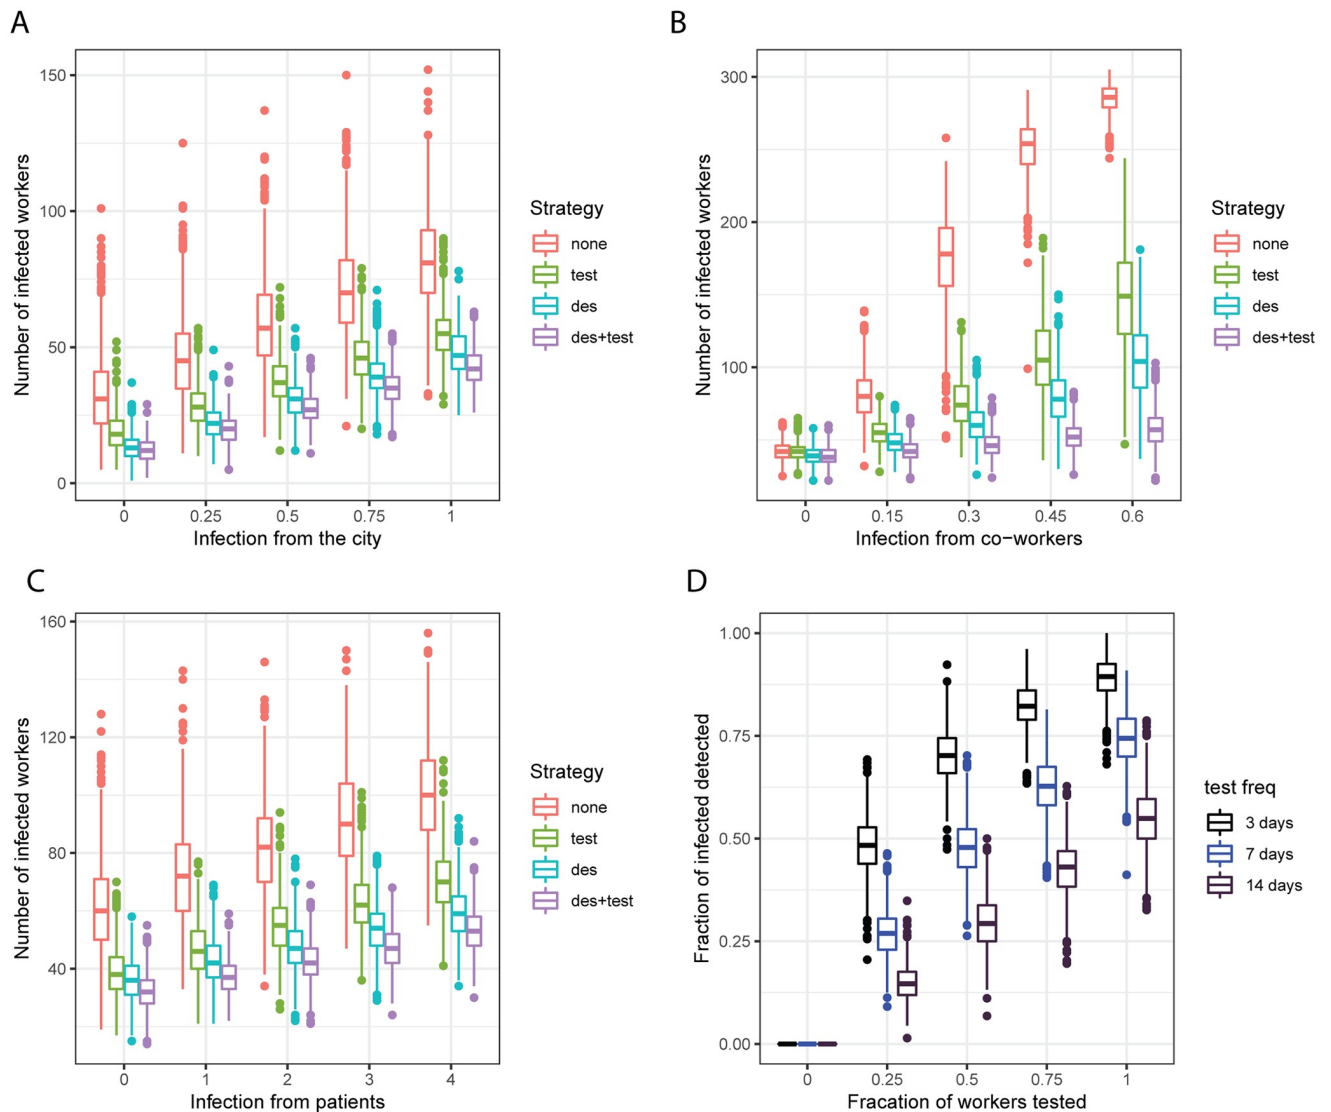 A
Number of infected workers
150
100
50
0
0 0.25 0.5 0.75 1
Infection from the city
Strategy
none
test
des
des+test
B
Number of infected workers
300
200
100
0 0.15 0.3 0.45 0.6
Infection from co-workers
Strategy
none
test
des
des+test
C
Number of infected workers
160
120
80
40
0 1 2 3 4
Infection from patients
Strategy
none
test
des
des+test
D
Fraction of infected detected
1.00
0.75
0.50
0.25
0.00
0 0.25 0.5 0.75 1
Fracation of workers tested
test freq
3 days
7 days
14 days